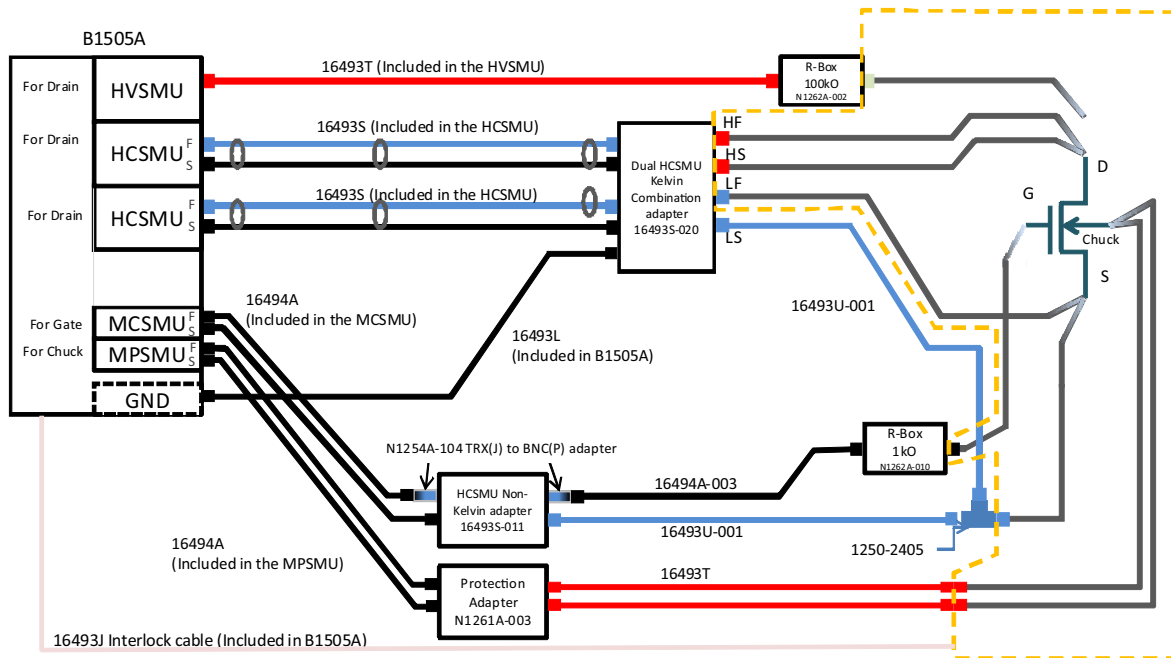 B1505A
For Drain
HVSMU
16493T (Included in the HVSMU)
R-Box
100kO
N1262A-002
For Drain
HCSMU
F
S
16493S (Included in the HCSMU)
Dual HCSMU
Kelvin
Combination
adapter
16493S-020
HF
HS
LF
LS
For Drain
HCSMU
F
S
16493S (Included in the HCSMU)
D
G
Chuck
S
16493U-001
For Gate
MCSMU
F
S
16494A
(Included in the MCSMU)
For Chuck
MPSMU
F
S
16493L
(Included in B1505A)
GND
N1254A-104 TRX(J) to BNC(P) adapter
R-Box
1kO
N1262A-010
HCSMU Non-
Kelvin adapter
16493S-011
16494A-003
16493U-001
1250-2405
16494A
(Included in the MPSMU)
Protection
Adapter
N1261A-003
16493T
16493J Interlock cable (Included in B1505A)